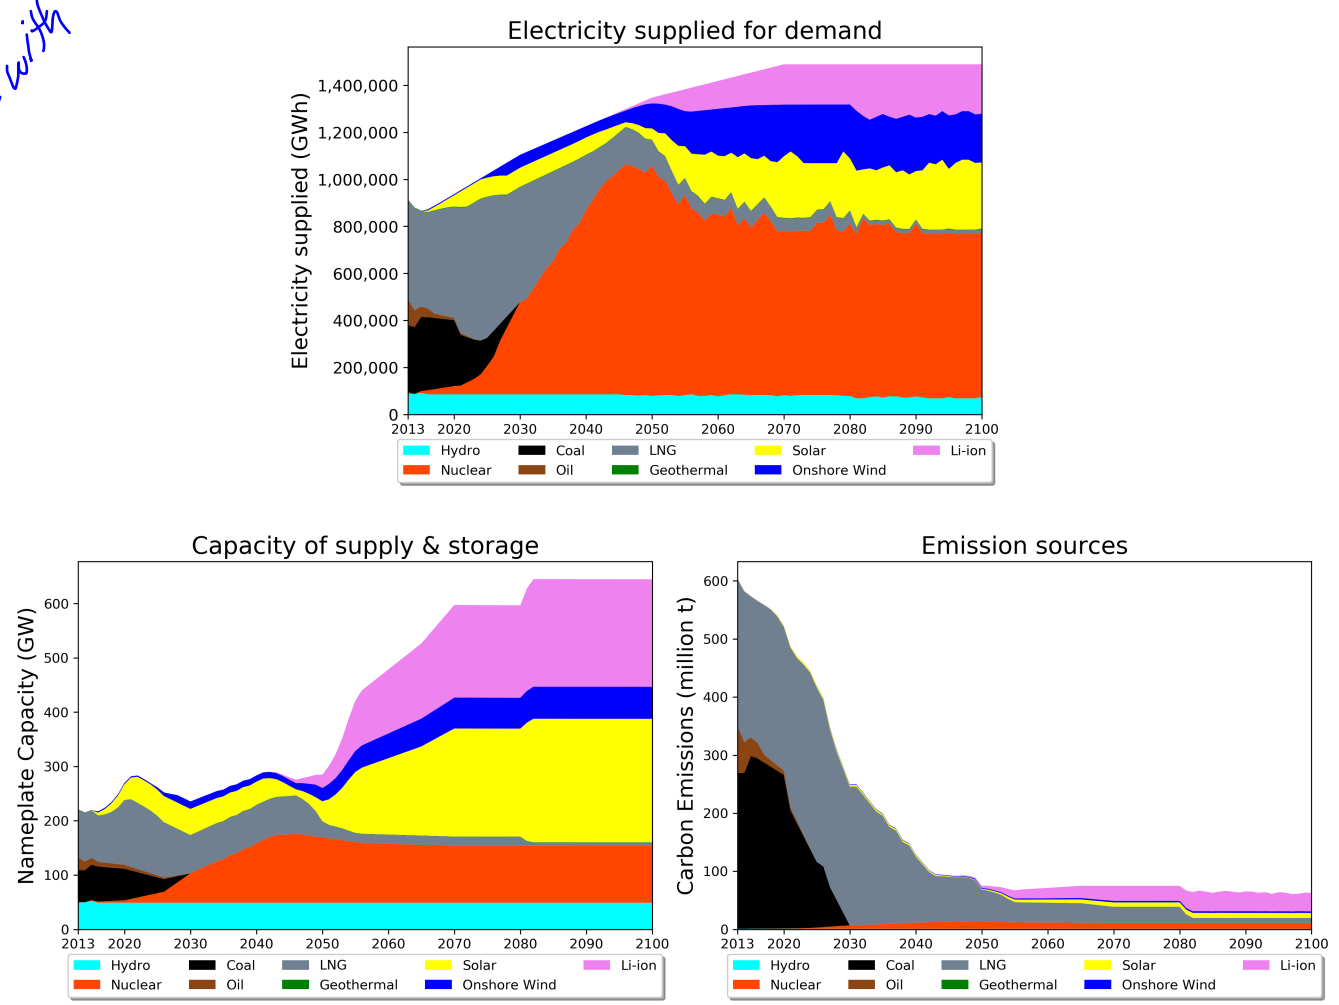 with
Electricity supplied for demand
Electricity supplied (GWh)
1,400,000
1,200,000
1,000,000
800,000
600,000
400,000
200,000
0
2013 2020 2030 2040 2050 2060 2070 2080 2090 2100
Hydro Coal LNG Solar Li-ion
Nuclear Oil Geothermal Onshore Wind
Capacity of supply & storage
Nameplate Capacity (GW)
600
500
400
300
200
100
0
2013 2020 2030 2040 2050 2060 2070 2080 2090 2100
Hydro Coal LNG Solar Li-ion
Nuclear Oil Geothermal Onshore Wind
Emission sources
Carbon Emissions (million t)
600
500
400
300
200
100
0
2013 2020 2030 2040 2050 2060 2070 2080 2090 2100
Hydro Coal LNG Solar Li-ion
Nuclear Oil Geothermal Onshore Wind